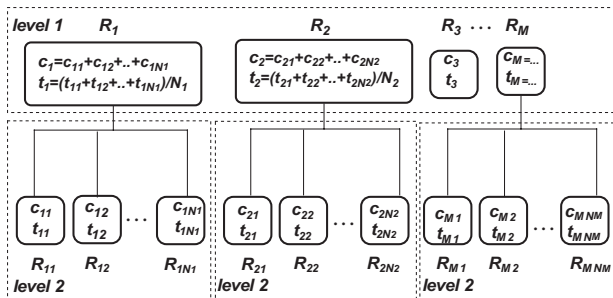 level 1 R1 R2 R3 ... RM
c1=c11+c12+..+c1N1
t1=(t11+t12+..+t1N1)/N1
c2=c21+c22+..+c2N2
t2=(t21+t22+..+t2N2)/N2
c3
t3
cM=...
tM=...
c11 c12 ... c1N1 c21 c22 ... c2N2 cM1 cM2 ... cMNM
t11 t12 t1N1 t21 t22 t2N2 tM1 tM2 tMNM
R11 R12 R1N1 R21 R22 R2N2 RM1 RM2 RMNM
level 2 level 2 level 2